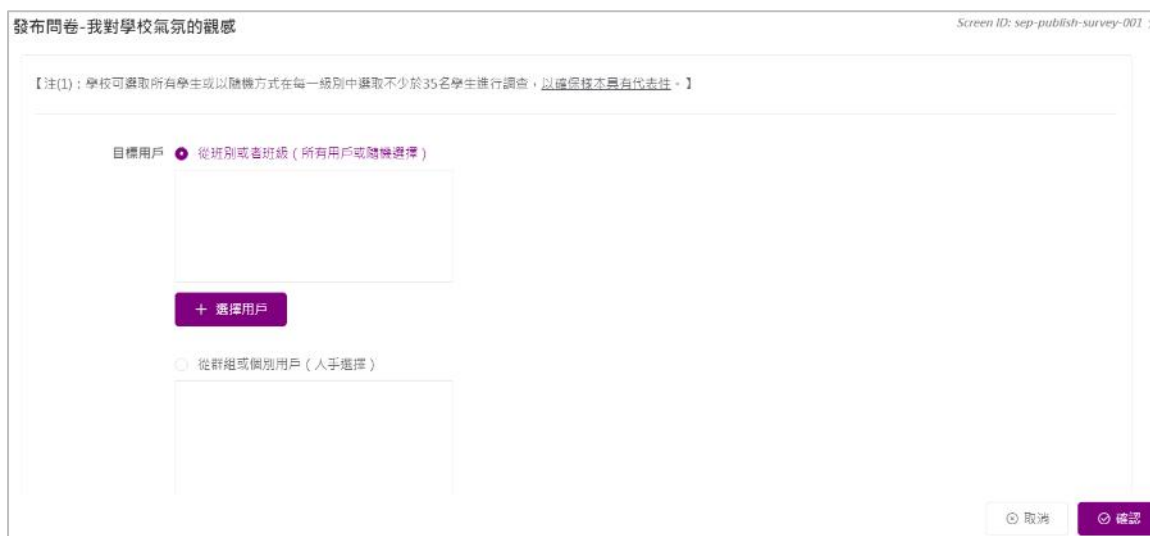 發布問卷-我對學校氣氛的觀感
Screen ID: sep-publish-survey-001
【注(1)：學校可選取所有學生或以隨機方式在每一級別中選取不少於35名學生進行調查，以確保樣本具有代表性。】
目標用戶 從班別或者班級 ( 所有用戶或隨機選擇 )
+ 選擇用戶
從群組或個別用戶 ( 人手選擇 )
取消 確認